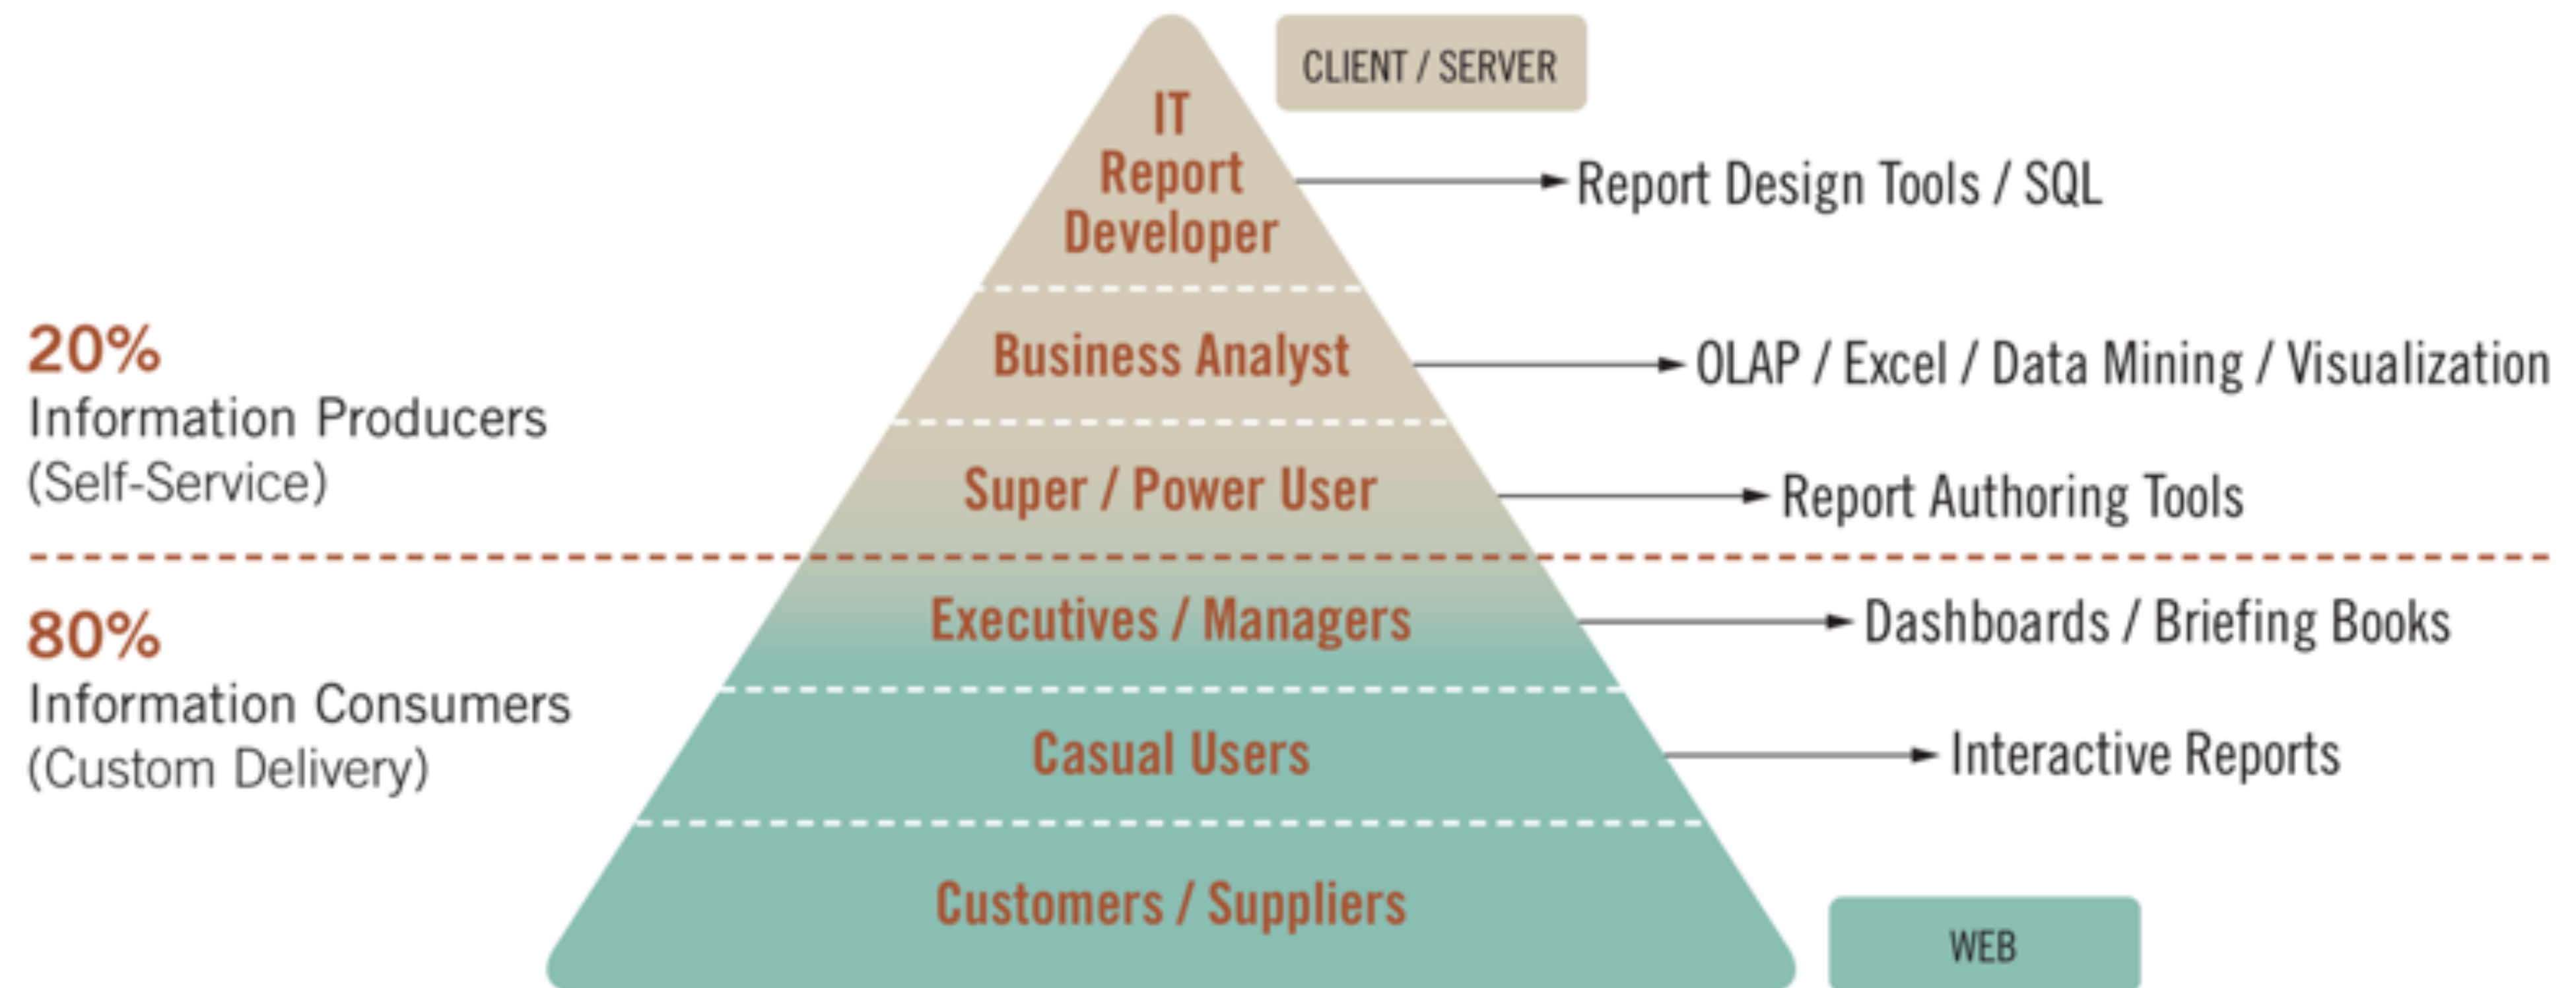 CLIENT / SERVER
IT
Report
Developer
Report Design Tools / SQL
20%
Information Producers
(Self-Service)
Business Analyst
OLAP / Excel / Data Mining / Visualization
Super / Power User
Report Authoring Tools
80%
Information Consumers
(Custom Delivery)
Executives / Managers
Dashboards / Briefing Books
Casual Users
Interactive Reports
Customers / Suppliers
WEB